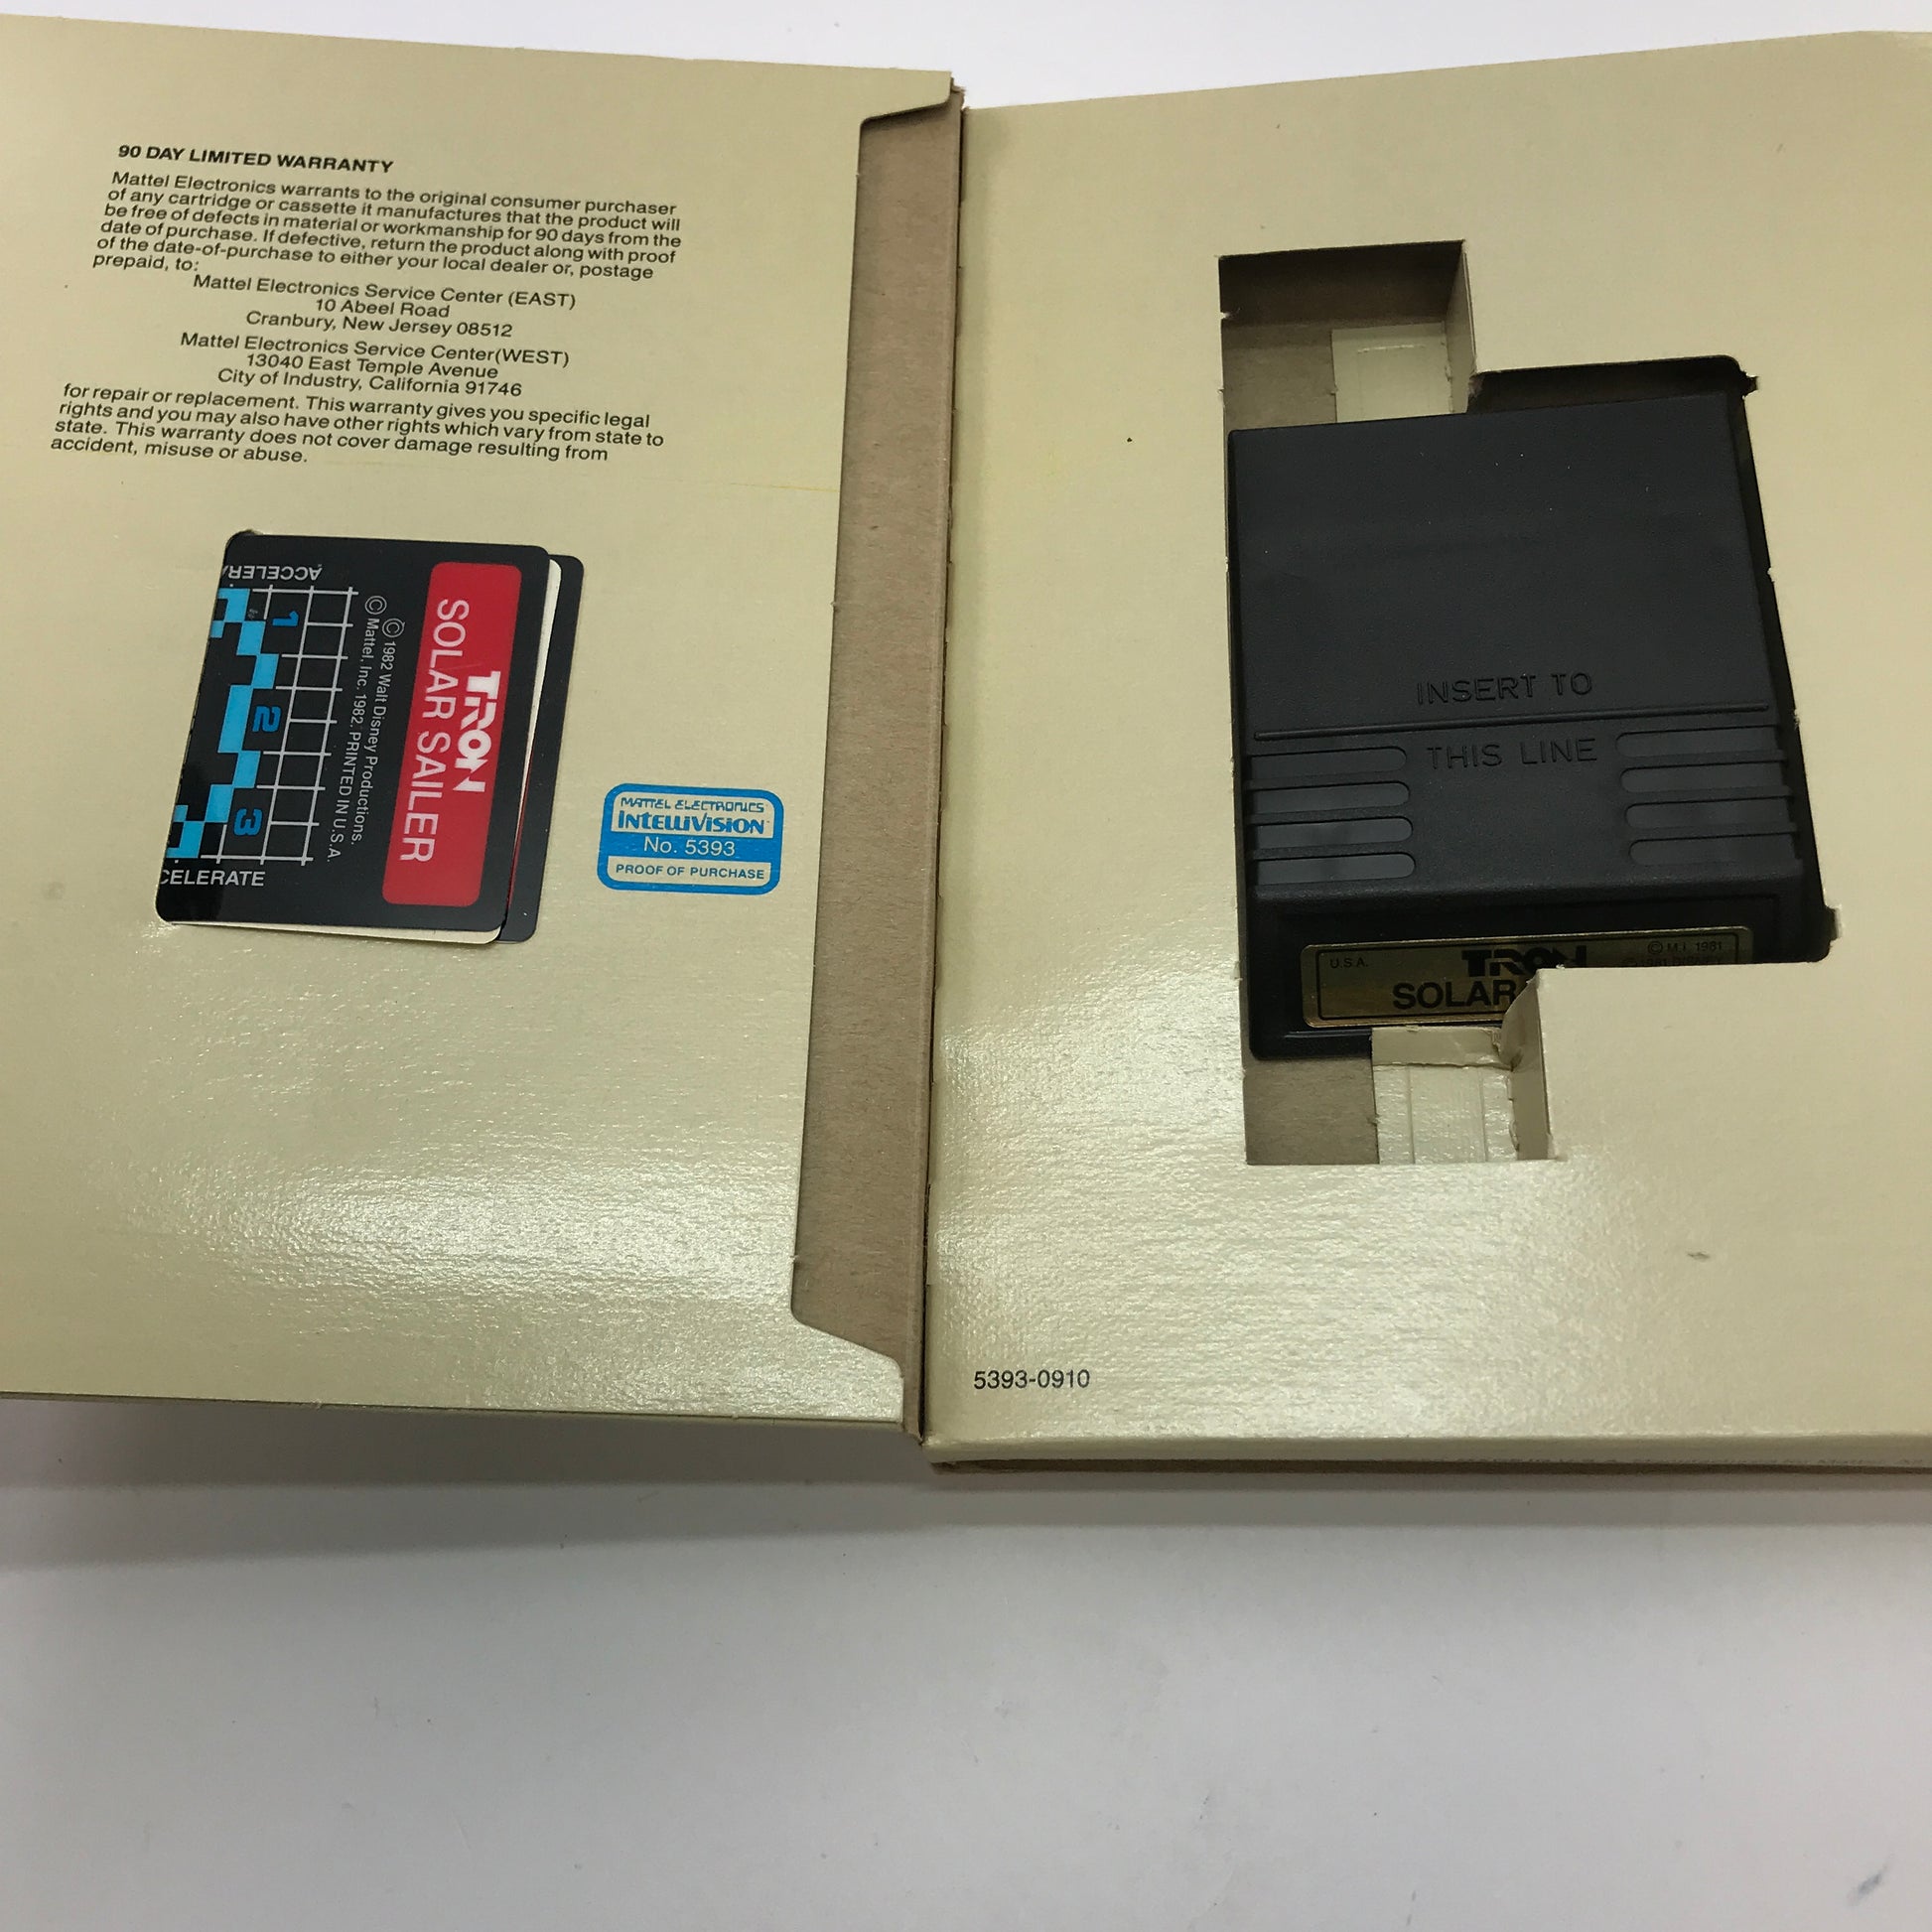 90 DAY LIMITED WARRANTY
Mattel Electronics warrants to the original consumer purchaser
of any cartridge or cassette it manufactures that the product will
be free of defects in material or workmanship for 90 days from the
date of purchase. If defective, return the product along with proof
of the date-of-purchase to either your local dealer or, postage
prepaid, to:
Mattel Electronics Service Center (EAST)
10 Abeel Road
Cranbury, New Jersey 08512
Mattel Electronics Service Center(WEST)
13040 East Temple Avenue
City of Industry, California 91746
for repair or replacement. This warranty gives you specific legal
rights and you may also have other rights which vary from state to
state. This warranty does not cover damage resulting from
accident, misuse or abuse.
TRON
SOLAR SAILER
© 1982 Walt Disney Productions.
© Mattel, Inc. 1982. PRINTED IN U.S.A.
1
2
3
ACCELERA
CELERATE
MATTEL ELECTRONICS
INTELLIVISION
No. 5393
PROOF OF PURCHASE
INSERT TO
THIS LINE
U.S.A.
TRON
© M.I. 1981
© 1981 DISNEY
SOLAR
5393-0910